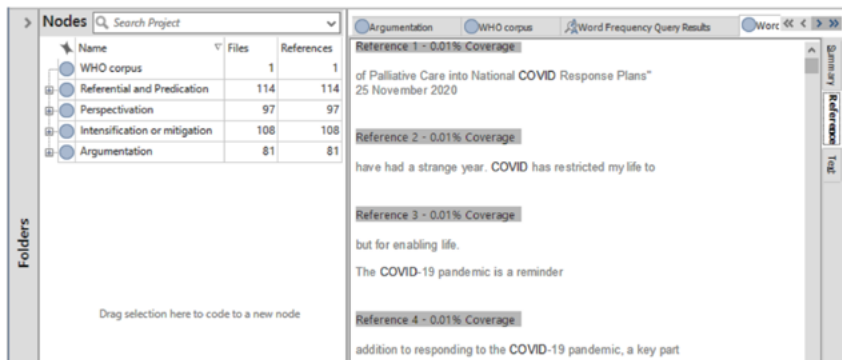 Folders
Nodes
Search Project
Name Files References
WHO corpus 1 1
Referential and Predication 114 114
Perspectivation 97 97
Intensification or mitigation 108 108
Argumentation 81 81
Drag selection here to code to a new node
Argumentation WHO corpus Word Frequency Query Results Word
Reference 1 - 0.01% Coverage
of Palliative Care into National COVID Response Plans"
25 November 2020
Reference 2 - 0.01% Coverage
have had a strange year. COVID has restricted my life to
Reference 3 - 0.01% Coverage
but for enabling life.
The COVID-19 pandemic is a reminder
Reference 4 - 0.01% Coverage
addition to responding to the COVID-19 pandemic, a key part
Summary
Reference
Text